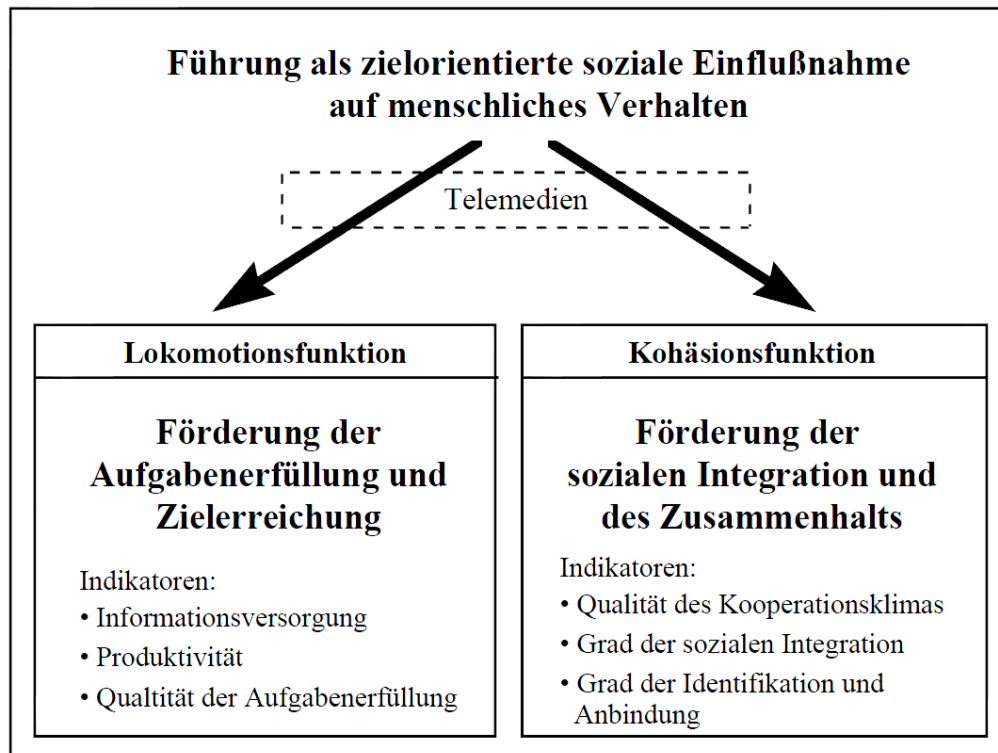 Führung als zielorientierte soziale Einflußnahme
auf menschliches Verhalten
Telemedien
Lokomotionsfunktion
Förderung der
Aufgabenerfüllung und
Zielerreichung
Indikatoren:
• Informationsversorgung
• Produktivität
• Qualtität der Aufgabenerfüllung
Kohäsionsfunktion
Förderung der
sozialen Integration und
des Zusammenhalts
Indikatoren:
• Qualität des Kooperationsklimas
• Grad der sozialen Integration
• Grad der Identifikation und
Anbindung